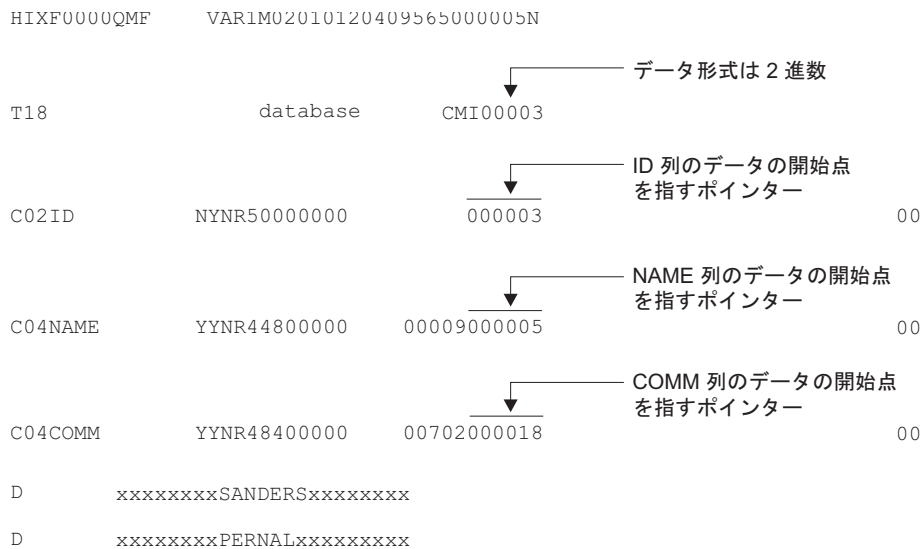 HIXF0000QMF VAR1M02010120409565000005N
データ形式は 2 進数
T18 database CMI00003
ID 列のデータの開始点
を指すポインター
C02ID NYNR50000000 000003 00
NAME 列のデータの開始点
を指すポインター
C04NAME YYNR44800000 00009000005 00
COMM 列のデータの開始点
を指すポインター
C04COMM YYNR48400000 00702000018 00
D xxxxxxxxSANDERSxxxxxxxx
D xxxxxxxxPERNALxxxxxxxxx